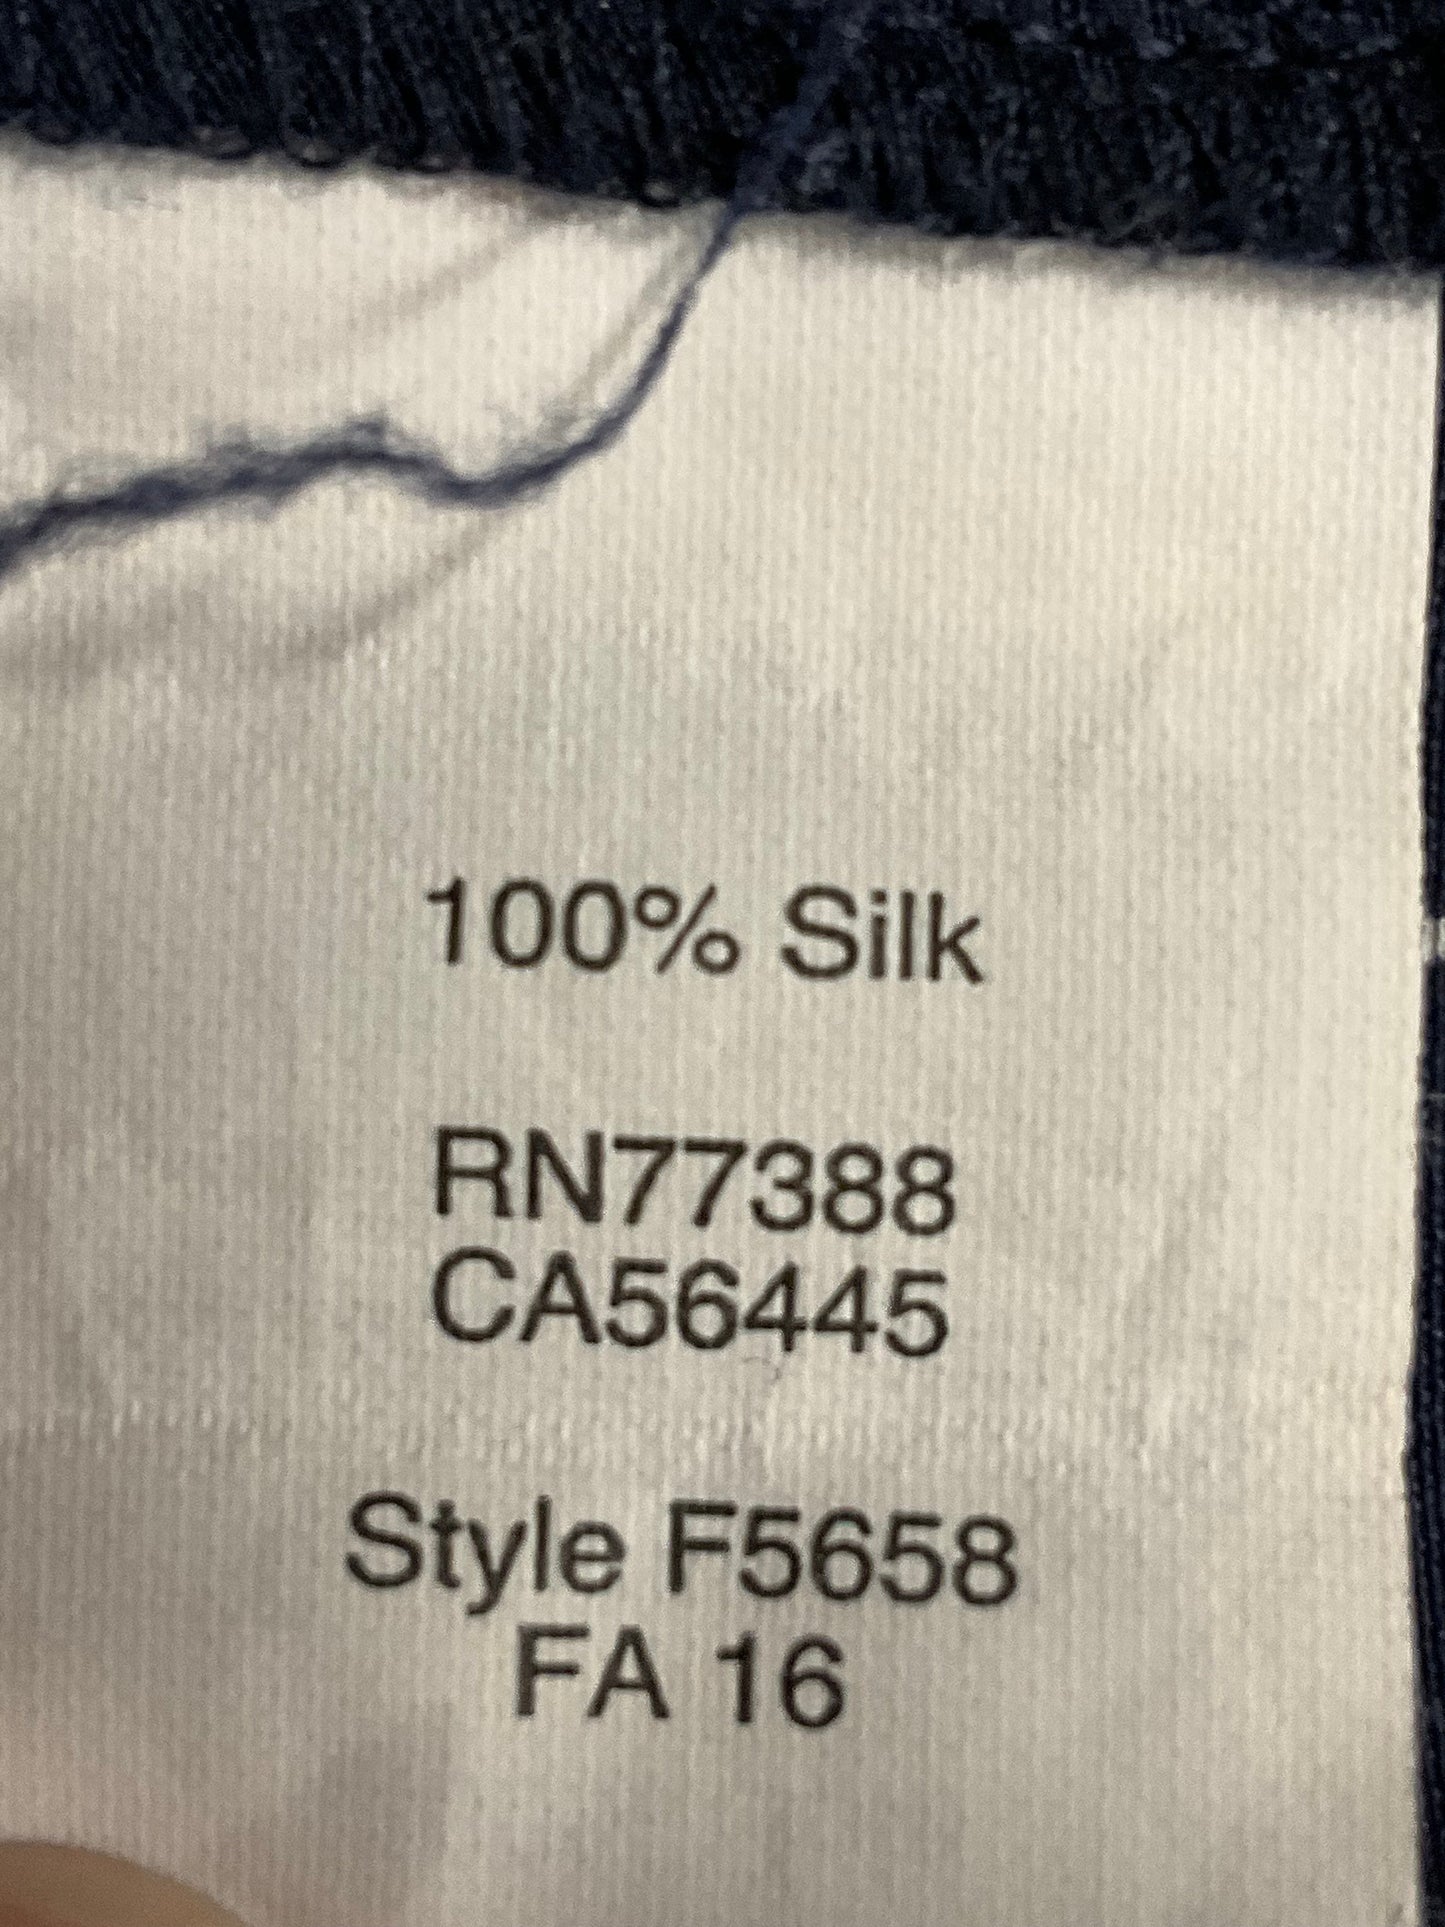 100% Silk
RN77388
CA56445
Style F5658
FA 16